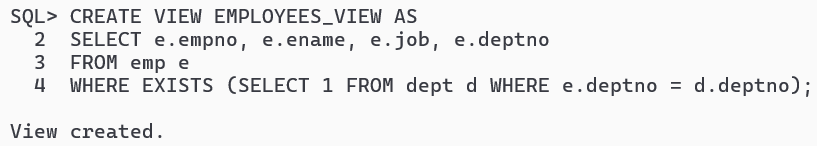 SQL> CREATE VIEW EMPLOYEES_VIEW AS
  2  SELECT e.empno, e.ename, e.job, e.deptno
  3  FROM emp e
  4  WHERE EXISTS (SELECT 1 FROM dept d WHERE e.deptno = d.deptno);

View created.